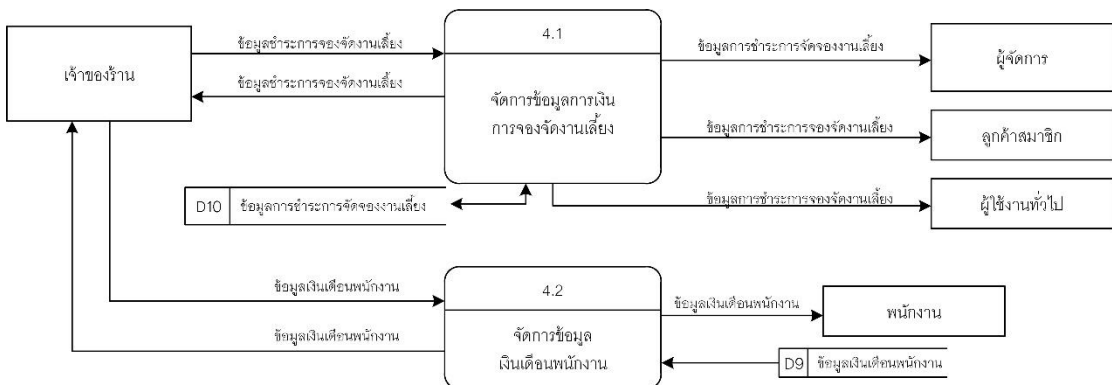 เจ้าของร้าน
ข้อมูลชำระการจองจัดงานเลี้ยง
ข้อมูลชำระการจองจัดงานเลี้ยง
4.1
จัดการข้อมูลการเงิน
การจองจัดงานเลี้ยง
ข้อมูลการชำระการจัดจองงานเลี้ยง
ผู้จัดการ
ข้อมูลการชำระการจองจัดงานเลี้ยง
ลูกค้าสมาชิก
D10 ข้อมูลการชำระการจัดจองงานเลี้ยง
ข้อมูลการชำระการจองจัดงานเลี้ยง
ผู้ใช้งานทั่วไป
ข้อมูลเงินเดือนพนักงาน
ข้อมูลเงินเดือนพนักงาน
4.2
จัดการข้อมูล
เงินเดือนพนักงาน
ข้อมูลเงินเดือนพนักงาน
พนักงาน
D9 ข้อมูลเงินเดือนพนักงาน